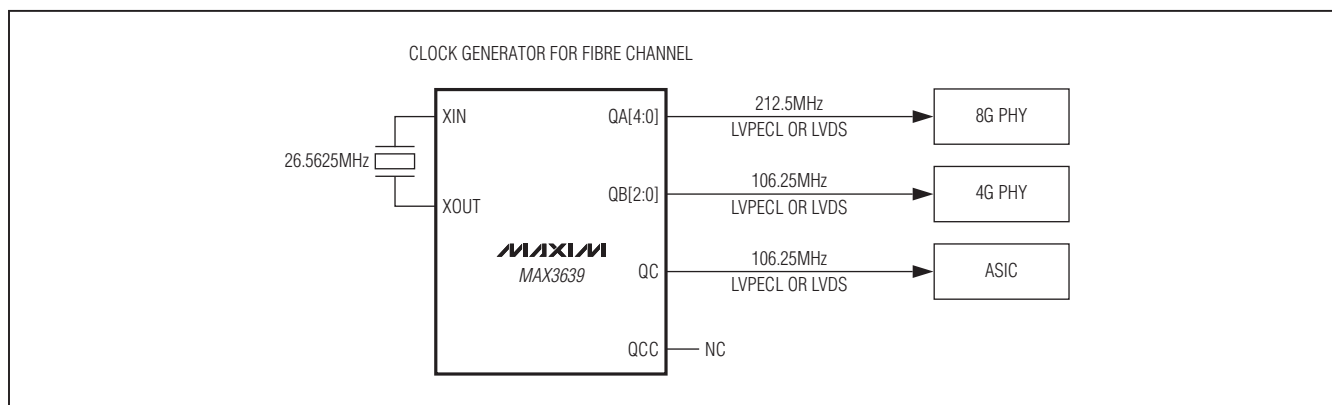 CLOCK GENERATOR FOR FIBRE CHANNEL
XIN
26.5625MHz
XOUT
MAXIM
MAX3639
QA[4:0]
212.5MHz
LVPECL OR LVDS
8G PHY
QB[2:0]
106.25MHz
LVPECL OR LVDS
4G PHY
QC
106.25MHz
LVPECL OR LVDS
ASIC
QCC
NC